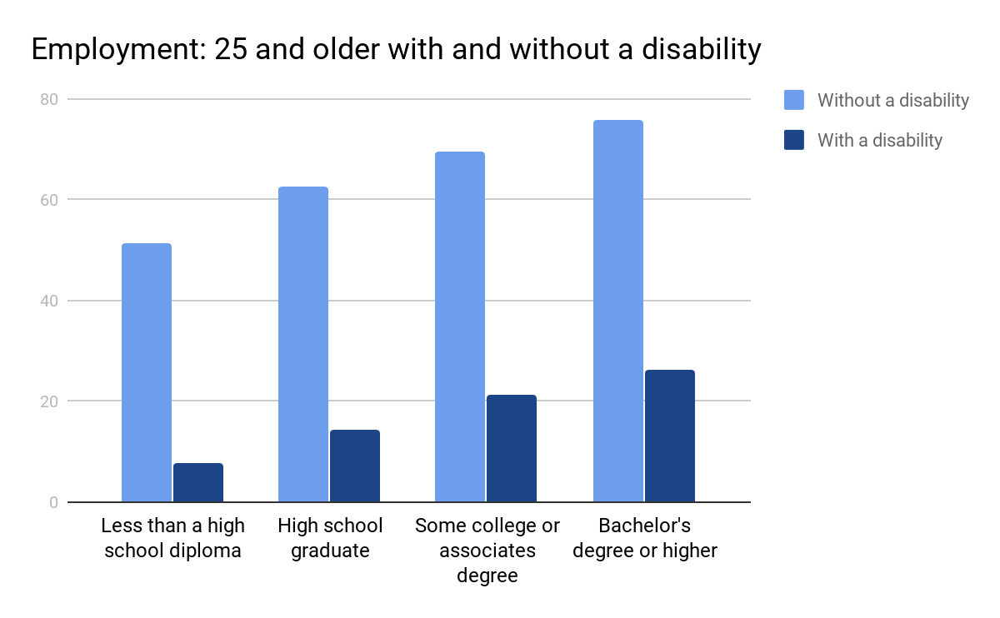 Employment: 25 and older with and without a disability
80
60
40
20
0
Without a disability
With a disability
Less than a high
school diploma
High school
graduate
Some college or
associates
degree
Bachelor's
degree or higher